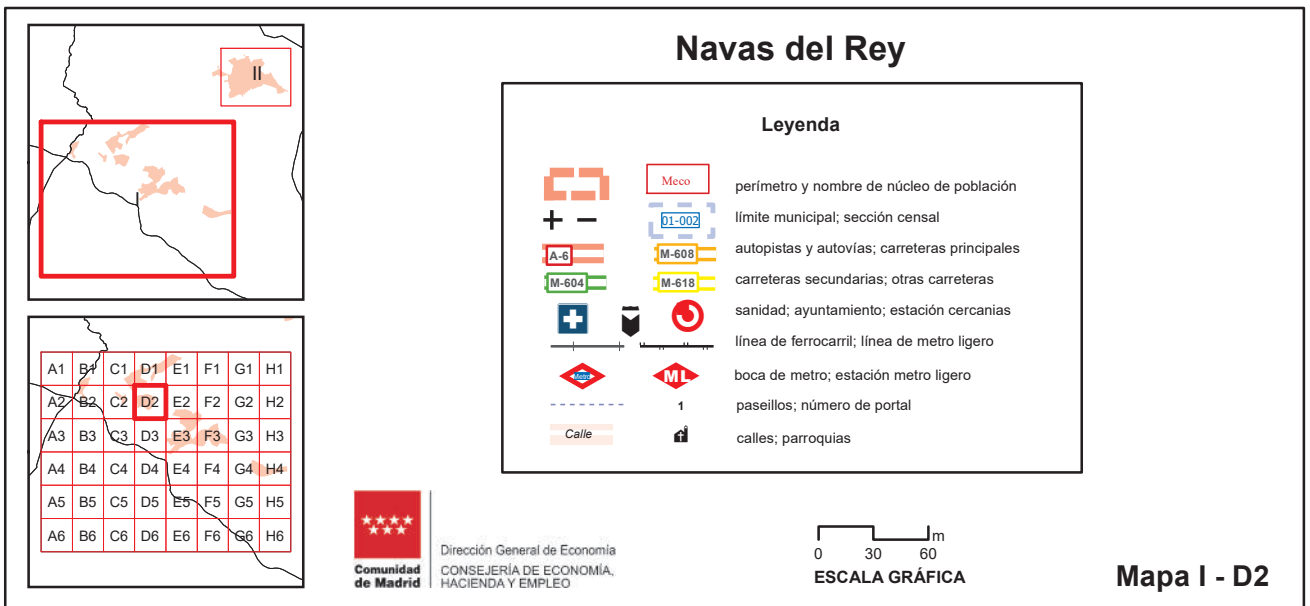 II
Navas del Rey
Leyenda
Meco
perímetro y nombre de núcleo de población
01-002
límite municipal; sección censal
A-6
M-608
autopistas y autovías; carreteras principales
M-604
M-618
carreteras secundarias; otras carreteras
sanidad; ayuntamiento; estación cercanias
línea de ferrocarril; línea de metro ligero
Metro
ML
boca de metro; estación metro ligero
1
paseillos; número de portal
Calle
calles; parroquias
A1 B1 C1 D1 E1 F1 G1 H1
A2 B2 C2 D2 E2 F2 G2 H2
A3 B3 C3 D3 E3 F3 G3 H3
A4 B4 C4 D4 E4 F4 G4 H4
A5 B5 C5 D5 E5 F5 G5 H5
A6 B6 C6 D6 E6 F6 G6 H6
Comunidad
de Madrid
Dirección General de Economía
CONSEJERÍA DE ECONOMÍA,
HACIENDA Y EMPLEO
m
0 30 60
ESCALA GRÁFICA
Mapa I - D2